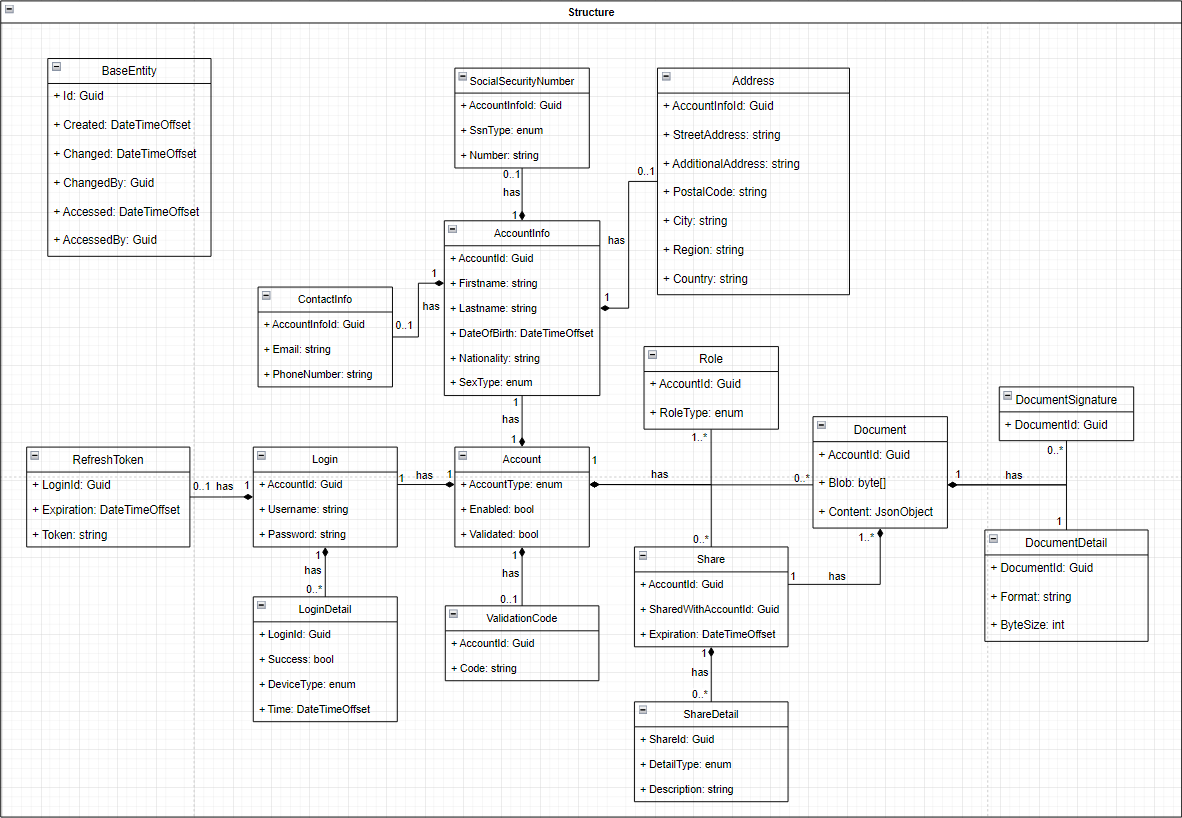 Structure
BaseEntity
+ Id: Guid
+ Created: DateTimeOffset
+ Changed: DateTimeOffset
+ ChangedBy: Guid
+ Accessed: DateTimeOffset
+ AccessedBy: Guid
SocialSecurityNumber
+ AccountInfoId: Guid
+ SsnType: enum
+ Number: string
0..1
has
1
Address
+ AccountInfoId: Guid
+ StreetAddress: string
+ AdditionalAddress: string
+ PostalCode: string
+ City: string
+ Region: string
+ Country: string
0..1
has
1
AccountInfo
+ AccountId: Guid
+ Firstname: string
+ Lastname: string
+ DateOfBirth: DateTimeOffset
+ Nationality: string
+ SexType: enum
1
has
0..1
ContactInfo
+ AccountInfoId: Guid
+ Email: string
+ PhoneNumber: string
1
has
1
Role
+ AccountId: Guid
+ RoleType: enum
1..*
RefreshToken
+ LoginId: Guid
+ Expiration: DateTimeOffset
+ Token: string
0..1 has 1
Login
+ AccountId: Guid
+ Username: string
+ Password: string
1 has 1
Account
+ AccountType: enum
+ Enabled: bool
+ Validated: bool
1
has
0..*
Document
+ AccountId: Guid
+ Blob: byte[]
+ Content: JsonObject
1
has
DocumentSignature
+ DocumentId: Guid
0..*
1
DocumentDetail
+ DocumentId: Guid
+ Format: string
+ ByteSize: int
1
has
0..*
LoginDetail
+ LoginId: Guid
+ Success: bool
+ DeviceType: enum
+ Time: DateTimeOffset
1
has
0..1
ValidationCode
+ AccountId: Guid
+ Code: string
0..*
Share
+ AccountId: Guid
+ SharedWithAccountId: Guid
+ Expiration: DateTimeOffset
1 has
1..*
1
has
0..*
ShareDetail
+ ShareId: Guid
+ DetailType: enum
+ Description: string